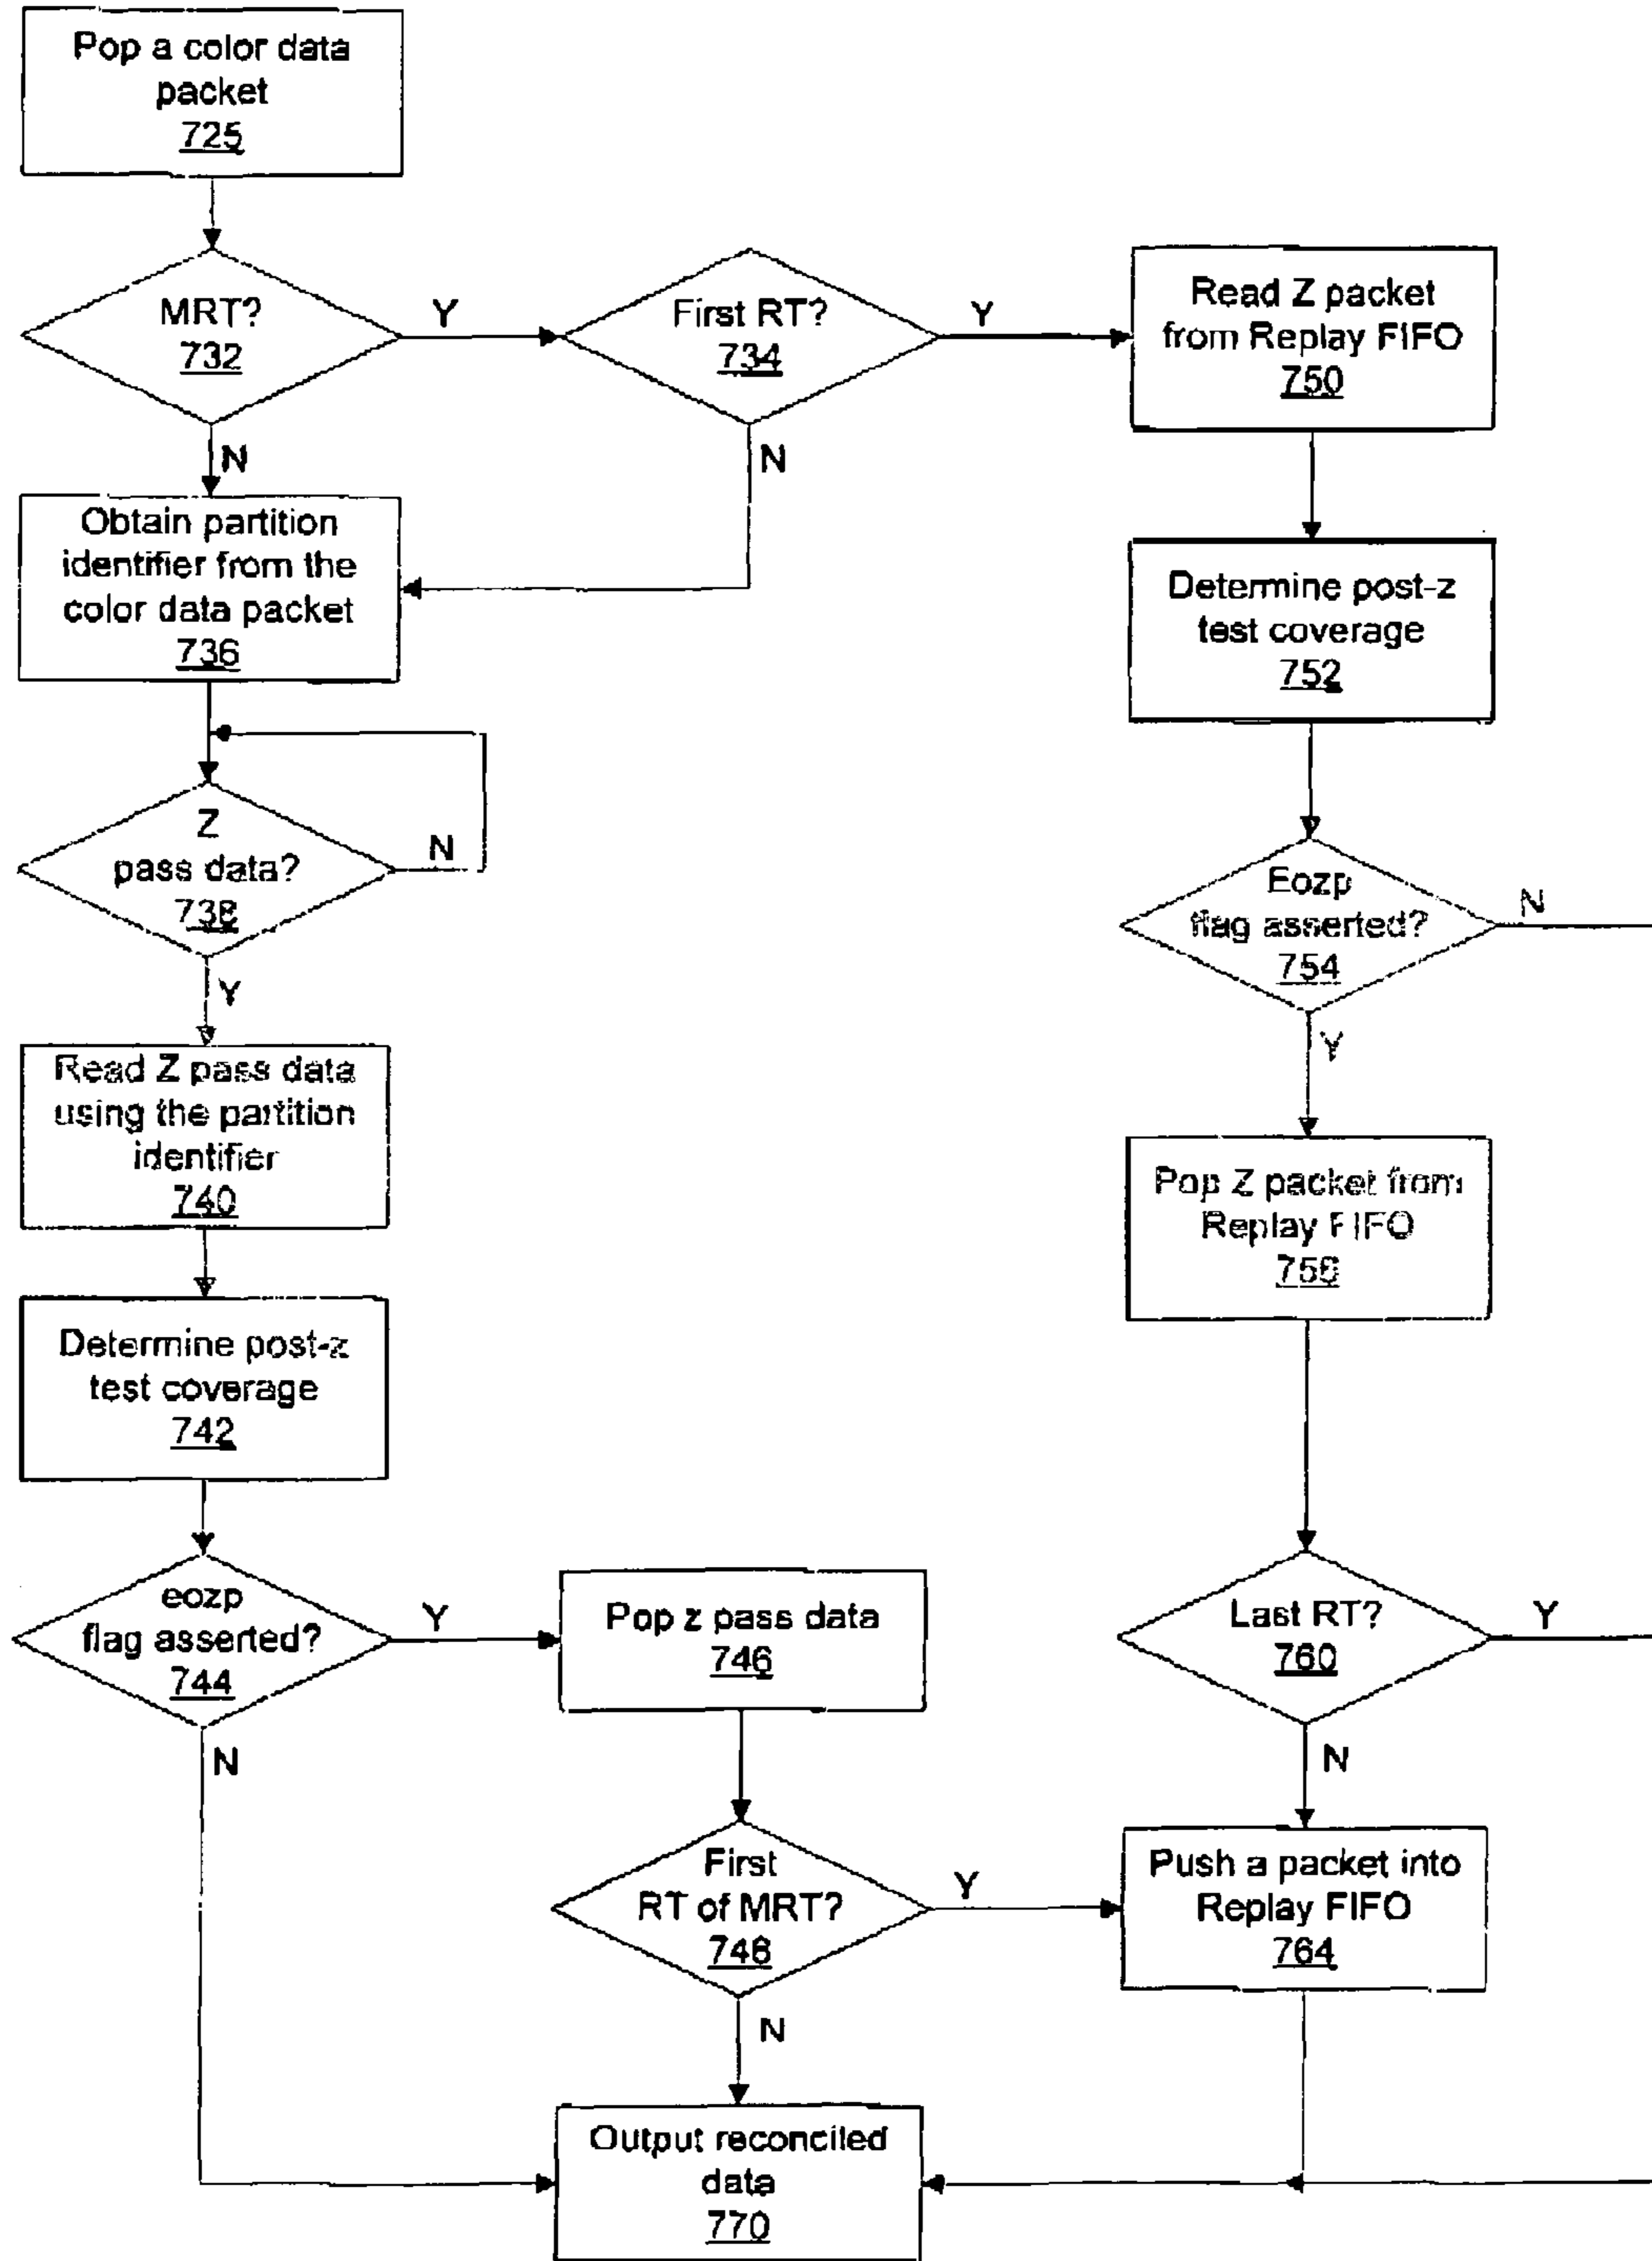 Pop a color data
packet
725
MRT?
732
Y
N
First RT?
734
Y
N
Read Z packet
from Replay FIFO
750
Obtain partition
identifier from the
color data packet
736
Determine post-z
test coverage
752
Z
pass data?
738
N
Y
Eozp
flag asserted?
754
N
Y
Read Z pass data
using the partition
identifier
740
Pop Z packet from
Replay FIFO
756
Determine post-z
test coverage
742
eozp
flag asserted?
744
Y
N
Pop z pass data
746
Last RT?
760
Y
N
First
RT of MRT?
748
Y
N
Push a packet into
Replay FIFO
764
Output reconciled
data
770